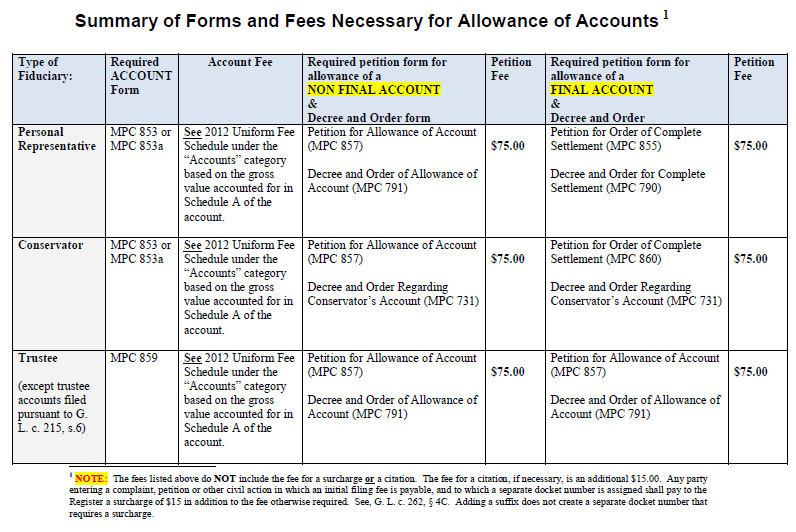 Summary of Forms and Fees Necessary for Allowance of Accounts 1
Type of
Fiduciary:
Required
ACCOUNT
Form
Account Fee
Required petition form for
allowance of a
NON FINAL ACCOUNT
&
Decree and Order form
Petition
Fee
Required petition form for
allowance of a
FINAL ACCOUNT
&
Decree and Order
Petition
Fee
Personal
Representative
MPC 853 or
MPC 853a
See 2012 Uniform Fee
Schedule under the
“Accounts” category
based on the gross
value accounted for in
Schedule A of the
account.
Petition for Allowance of Account
(MPC 857)
Decree and Order of Allowance of
Account (MPC 791)
$75.00
Petition for Order of Complete
Settlement (MPC 855)
Decree and Order for Complete
Settlement (MPC 790)
$75.00
Conservator
MPC 853 or
MPC 853a
See 2012 Uniform Fee
Schedule under the
“Accounts” category
based on the gross
value accounted for in
Schedule A of the
account.
Petition for Allowance of Account
(MPC 857)
Decree and Order Regarding
Conservator’s Account (MPC 731)
$75.00
Petition for Order of Complete
Settlement (MPC 860)
Decree and Order Regarding
Conservator’s Account (MPC 731)
$75.00
Trustee
(except trustee
accounts filed
pursuant to G.
L. c. 215, s.6)
MPC 859
See 2012 Uniform Fee
Schedule under the
“Accounts” category
based on the gross
value accounted for in
Schedule A of the
account.
Petition for Allowance of Account
(MPC 857)
Decree and Order of Allowance of
Account (MPC 791)
$75.00
Petition for Allowance of Account
(MPC 857)
Decree and Order of Allowance of
Account (MPC 791)
$75.00
1 NOTE: The fees listed above do NOT include the fee for a surcharge or a citation. The fee for a citation, if necessary, is an additional $15.00. Any party
entering a complaint, petition or other civil action in which an initial filing fee is payable, and to which a separate docket number is assigned shall pay to the
Register a surcharge of $15 in addition to the fee otherwise required. See, G. L. c. 262, § 4C. Adding a suffix does not create a separate docket number that
requires a surcharge.